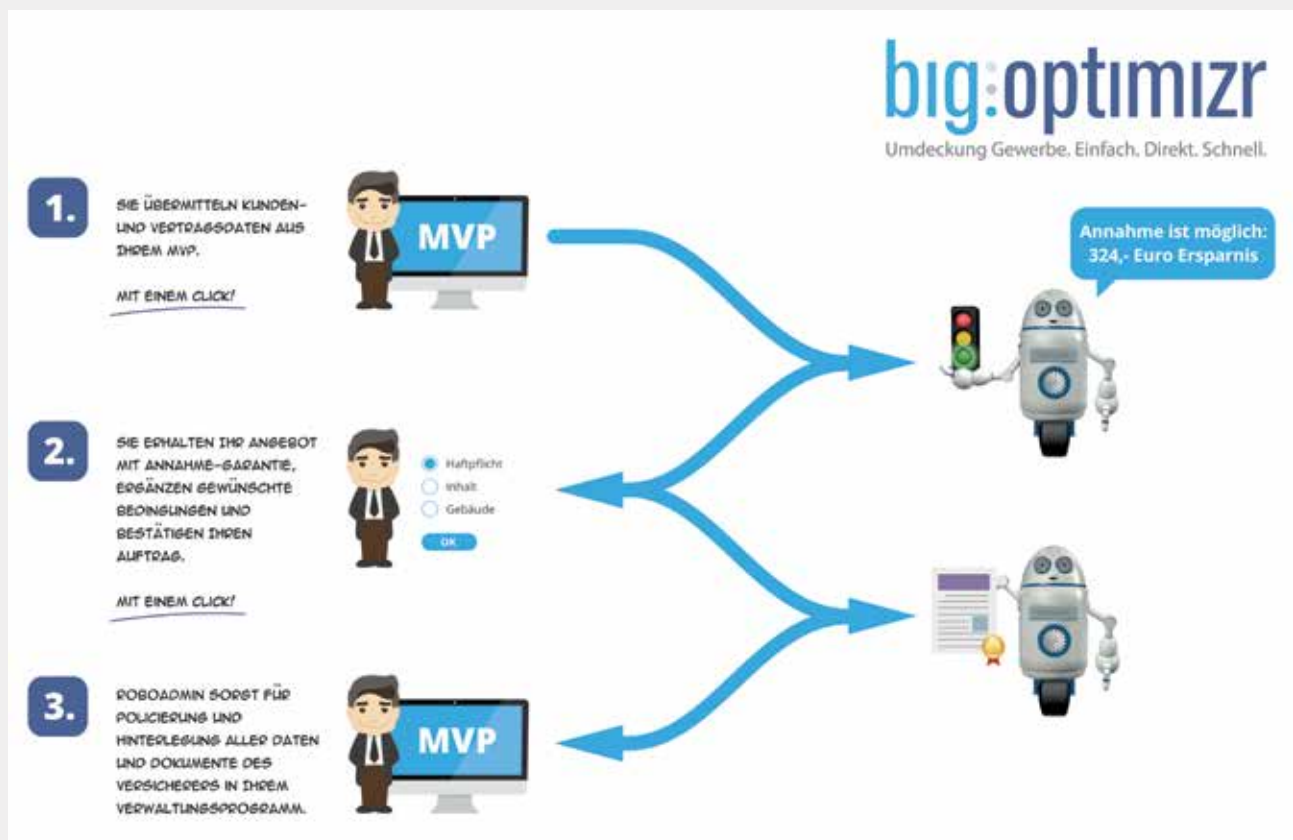 big:optimizr
Umdeckung Gewerbe. Einfach. Direkt. Schnell.
1.
SIE ÜBERMITTELN KUNDEN-
UND VERTRAGSDATEN AUS
IHREM MVP.
MIT EINEM CLICK!
MVP
Annahme ist möglich:
324,- Euro Ersparnis
2.
SIE ERHALTEN IHR ANGEBOT
MIT ANNAHME-GARANTIE,
ERGÄNZEN GEWÜNSCHTE
BEDINGUNGEN UND
BESTÄTIGEN IHREN
AUFTRAG.
MIT EINEM CLICK!
Haftpflicht
Inhalt
Gebäude
OK
3.
ROBOADMIN SORGT FÜR
POLICIERUNG UND
HINTERLEGUNG ALLER DATEN
UND DOKUMENTE DES
VERSICHERERS IN IHREM
VERWALTUNGSPROGRAMM.
MVP